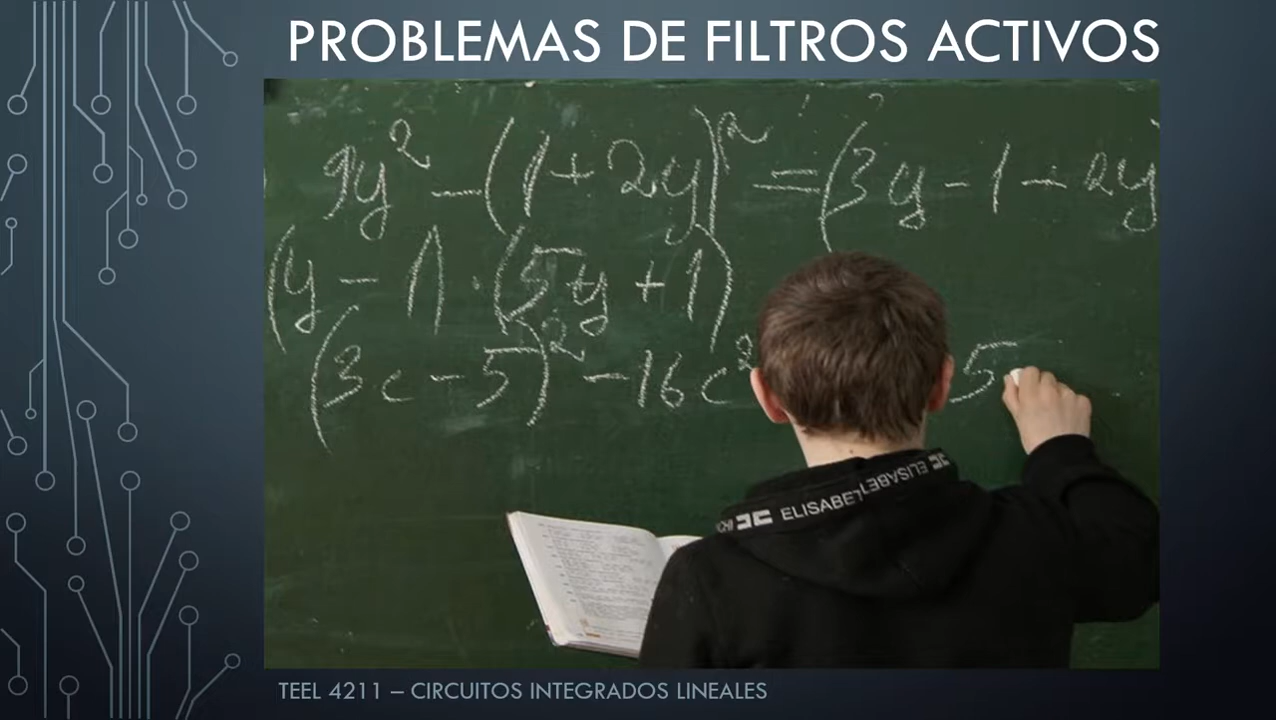 PROBLEMAS DE FILTROS ACTIVOS
9y² – (1 + 2y)² = (3y – 1 – 2y
(y – 1) · (5y + 1)
(3c – 5)² – 16c² 5
ELISABET
TEEL 4211 – CIRCUITOS INTEGRADOS LINEALES